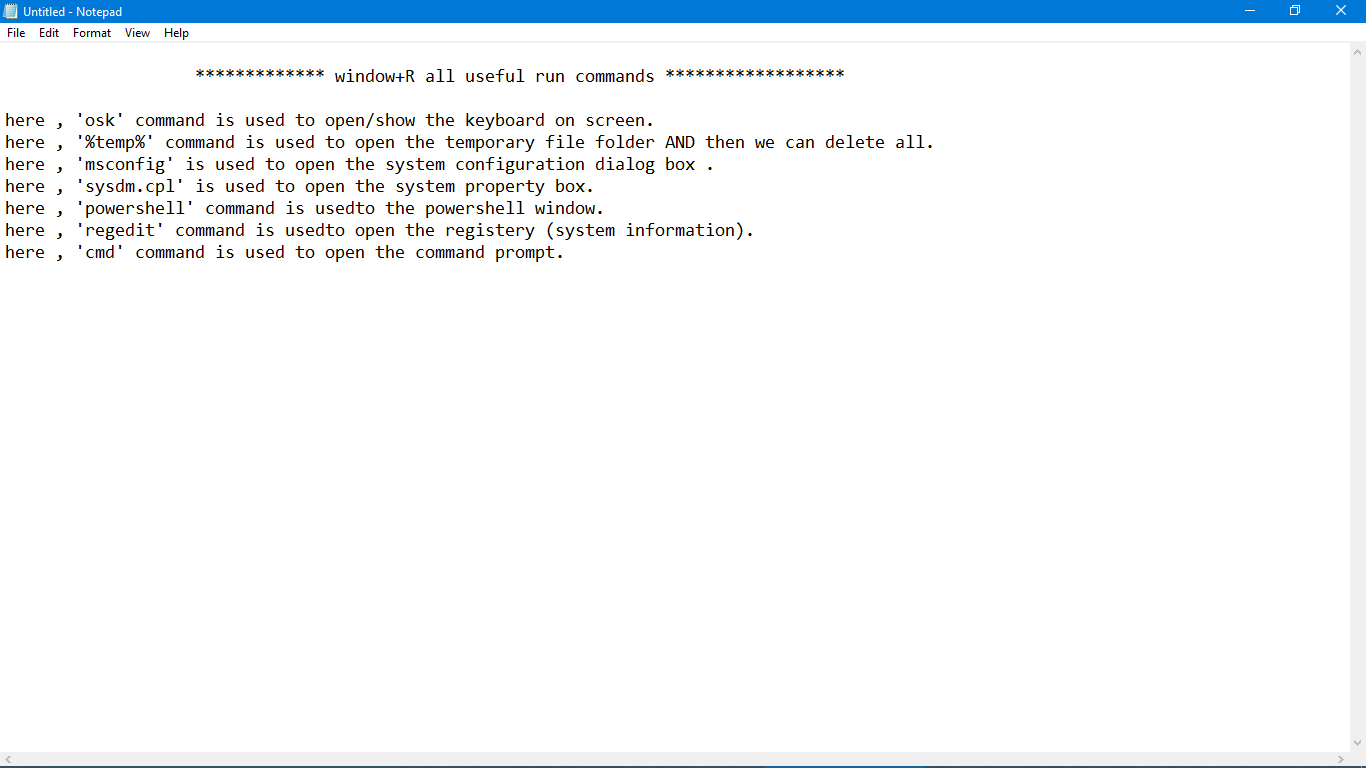 Untitled - Notepad
File Edit Format View Help
************* window+R all useful run commands ******************
here , 'osk' command is used to open/show the keyboard on screen.
here , '%temp%' command is used to open the temporary file folder AND then we can delete all.
here , 'msconfig' is used to open the system configuration dialog box .
here , 'sysdm.cpl' is used to open the system property box.
here , 'powershell' command is usedto the powershell window.
here , 'regedit' command is usedto open the registery (system information).
here , 'cmd' command is used to open the command prompt.